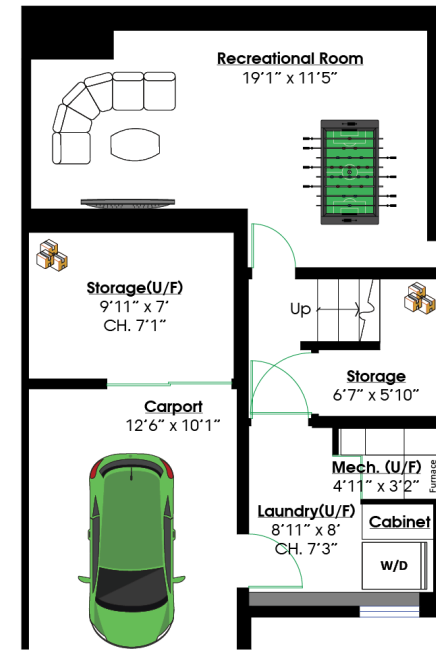 Recreational Room
19'1" x 11'5"
Storage(U/F)
9'11" x 7'
CH. 7'1"
Up
Storage
6'7" x 5'10"
Carport
12'6" x 10'1"
Mech. (U/F)
4'11" x 3'2"
Furnace
Laundry(U/F)
8'11" x 8'
CH. 7'3"
Cabinet
W/D